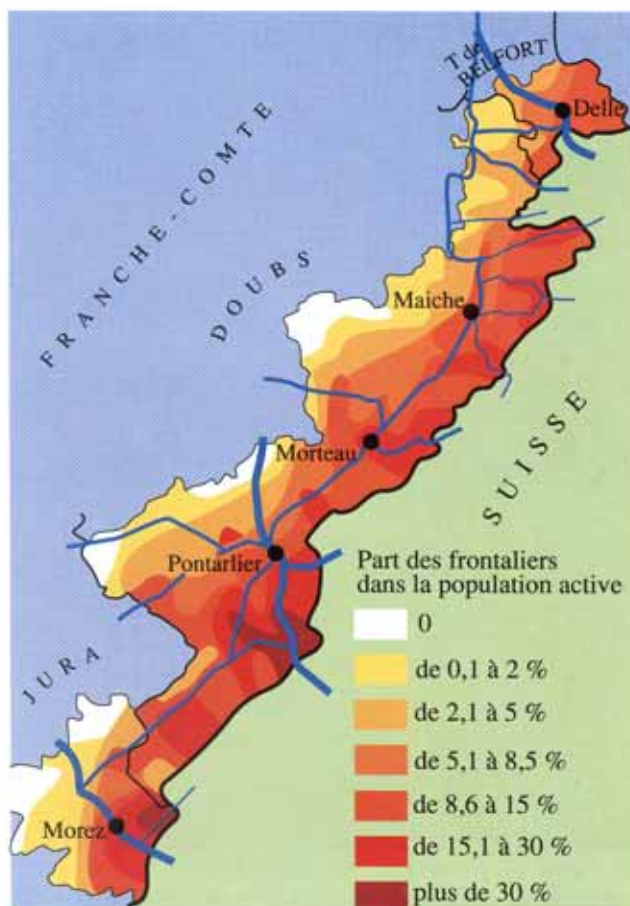 T de
BELFORT
Delle
FRANCHE-COMTE
DOUBS
Maiche
SUISSE
Morteau
Pontarlier
Part des frontaliers
dans la population active
0
de 0,1 à 2 %
de 2,1 à 5 %
de 5,1 à 8,5 %
de 8,6 à 15 %
de 15,1 à 30 %
plus de 30 %
JURA
Morez